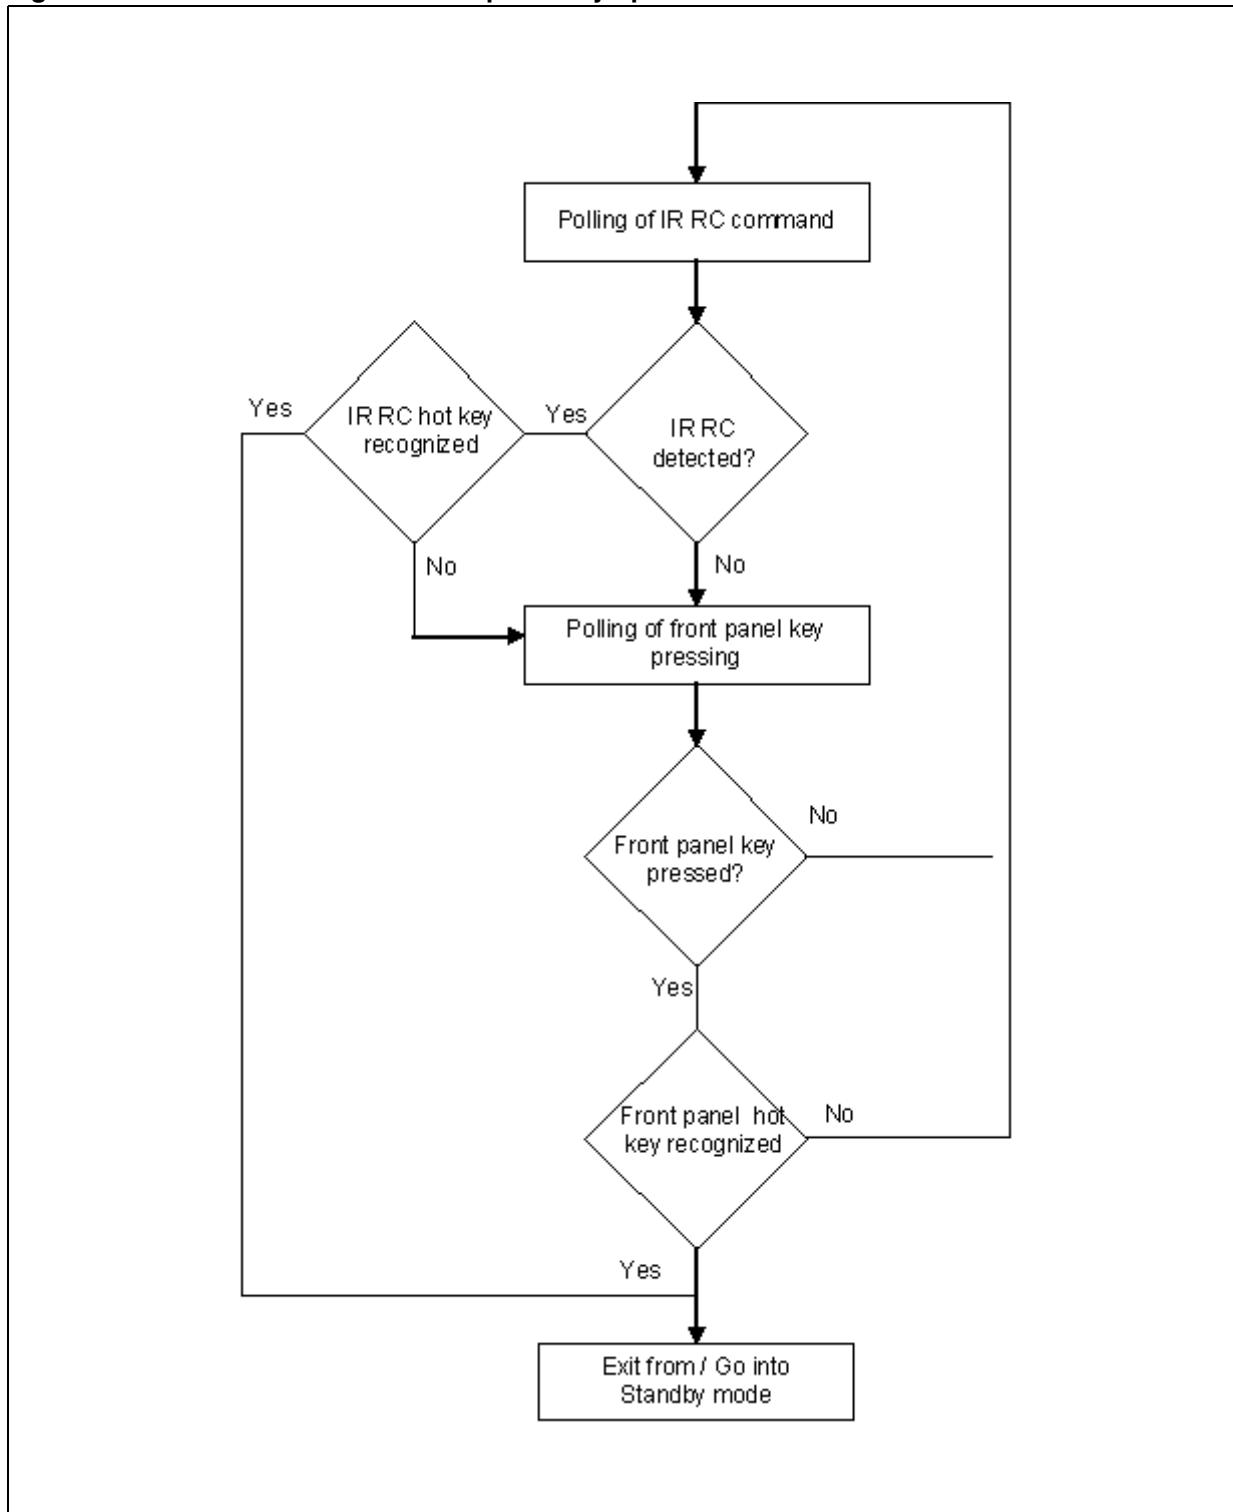 Polling of IR RC command
Yes
IR RC hot key
recognized
Yes
IR RC
detected?
No
No
Polling of front panel key
pressing
Front panel key
pressed?
No
Yes
Front panel hot
key recognized
No
Yes
Exit from / Go into
Standby mode